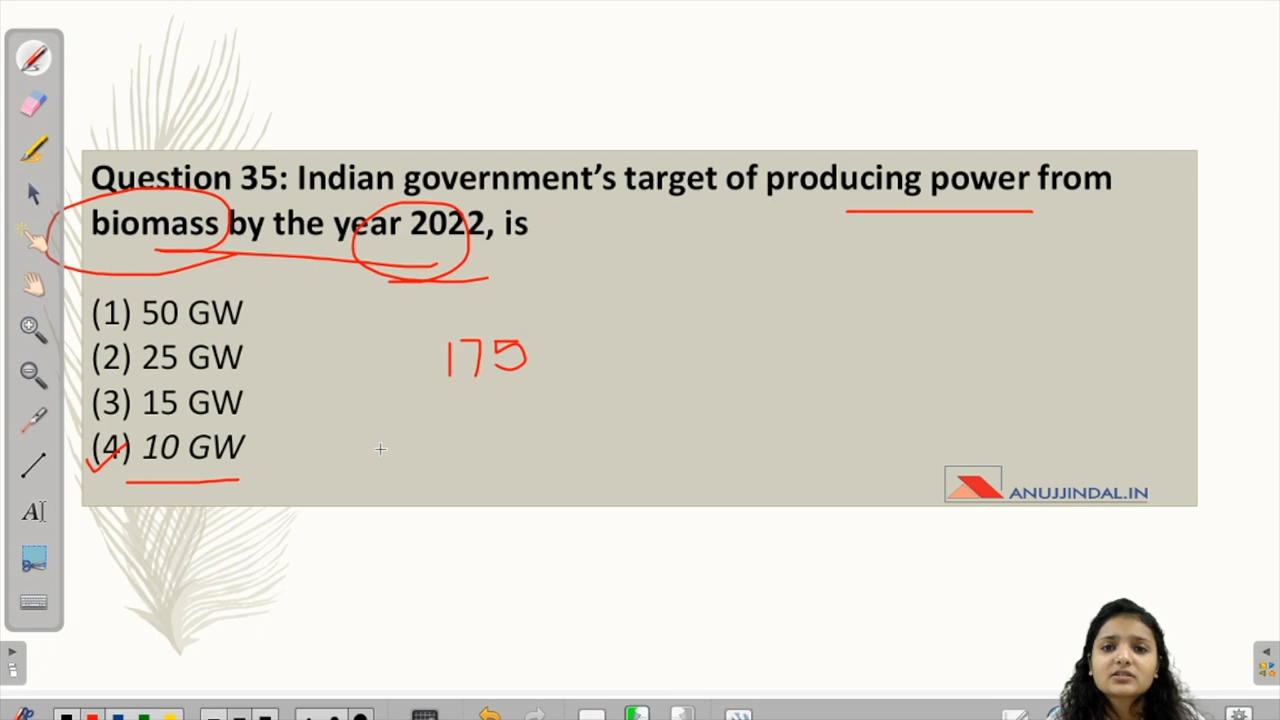 Question 35: Indian government's target of producing power from
biomass by the year 2022, is
(1) 50 GW
(2) 25 GW
175
(3) 15 GW
(4) 10 GW
ANUJJINDAL.IN